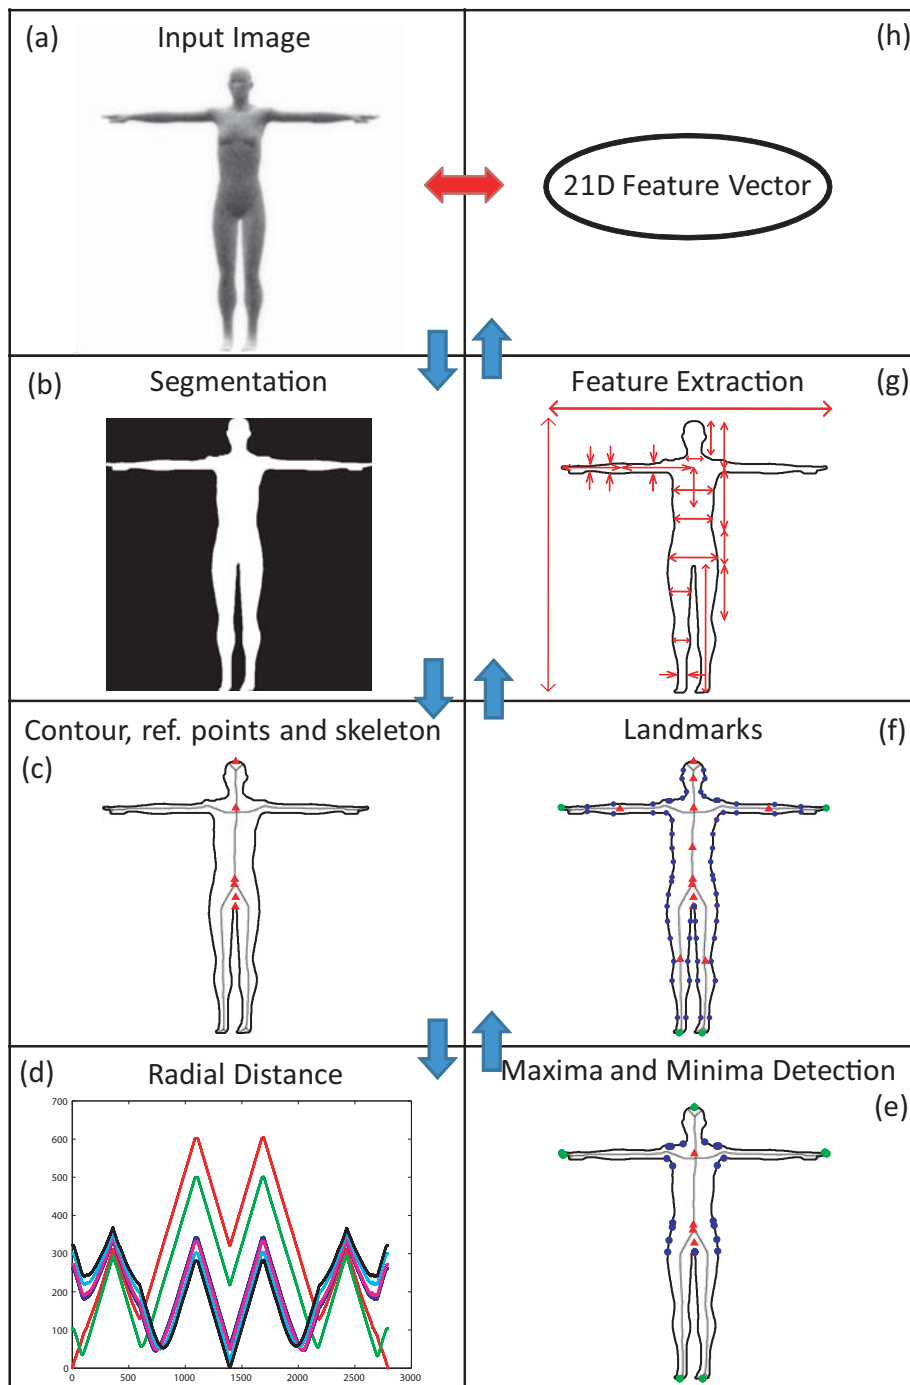 (a)
Input Image
(h)
21D Feature Vector
(b)
Segmentation
Feature Extraction
(g)
Contour, ref. points and skeleton
(c)
Landmarks
(f)
(d)
Radial Distance
700
600
500
400
300
200
100
0
0 500 1000 1500 2000 2500 3000
Maxima and Minima Detection
(e)